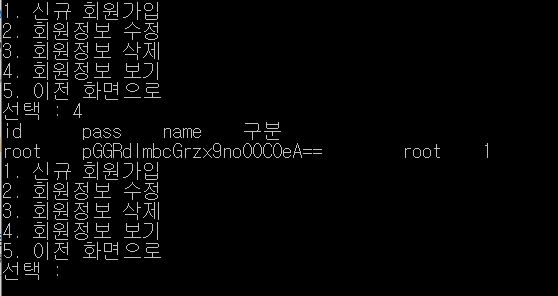 1. 신규 회원가입
2. 회원정보 수정
3. 회원정보 삭제
4. 회원정보 보기
5. 이전 화면으로
선택 : 4
id pass name 구분
root pGGRdlmbcGrzx9no00C0eA== root 1
1. 신규 회원가입
2. 회원정보 수정
3. 회원정보 삭제
4. 회원정보 보기
5. 이전 화면으로
선택 :